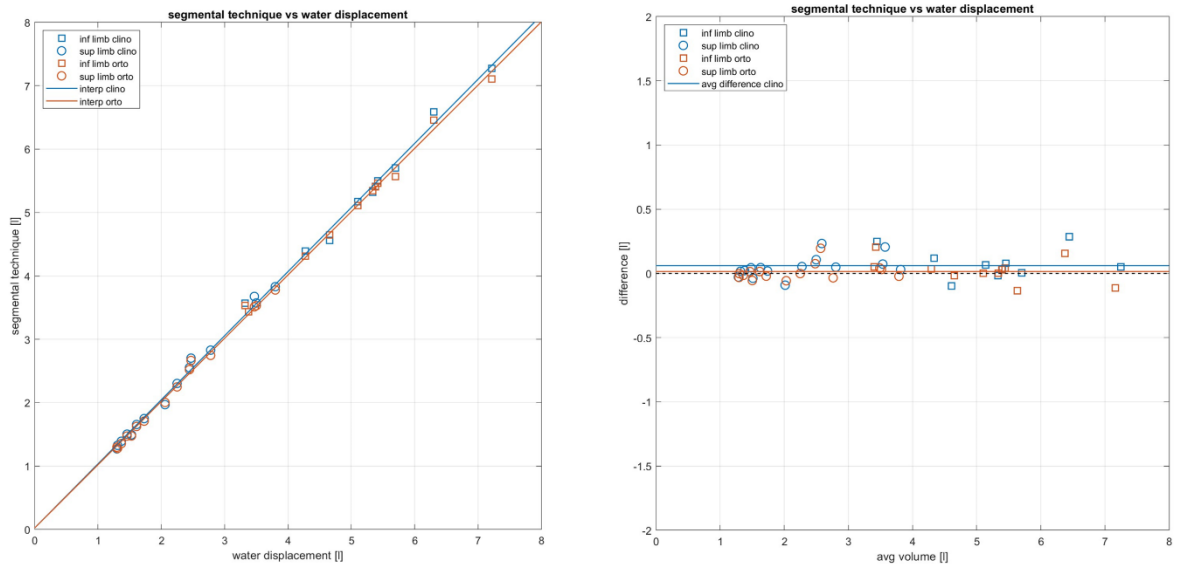 segmental technique vs water displacement
inf limb clino
sup limb clino
inf limb orto
sup limb orto
interp clino
interp orto
8
7
6
5
4
3
2
1
0
segmental technique [l]
0 1 2 3 4 5 6 7 8
water displacement [l]
segmental technique vs water displacement
inf limb clino
sup limb clino
inf limb orto
sup limb orto
avg difference clino
2
1.5
1
0.5
0
-0.5
-1
-1.5
-2
difference [l]
0 1 2 3 4 5 6 7 8
avg volume [l]